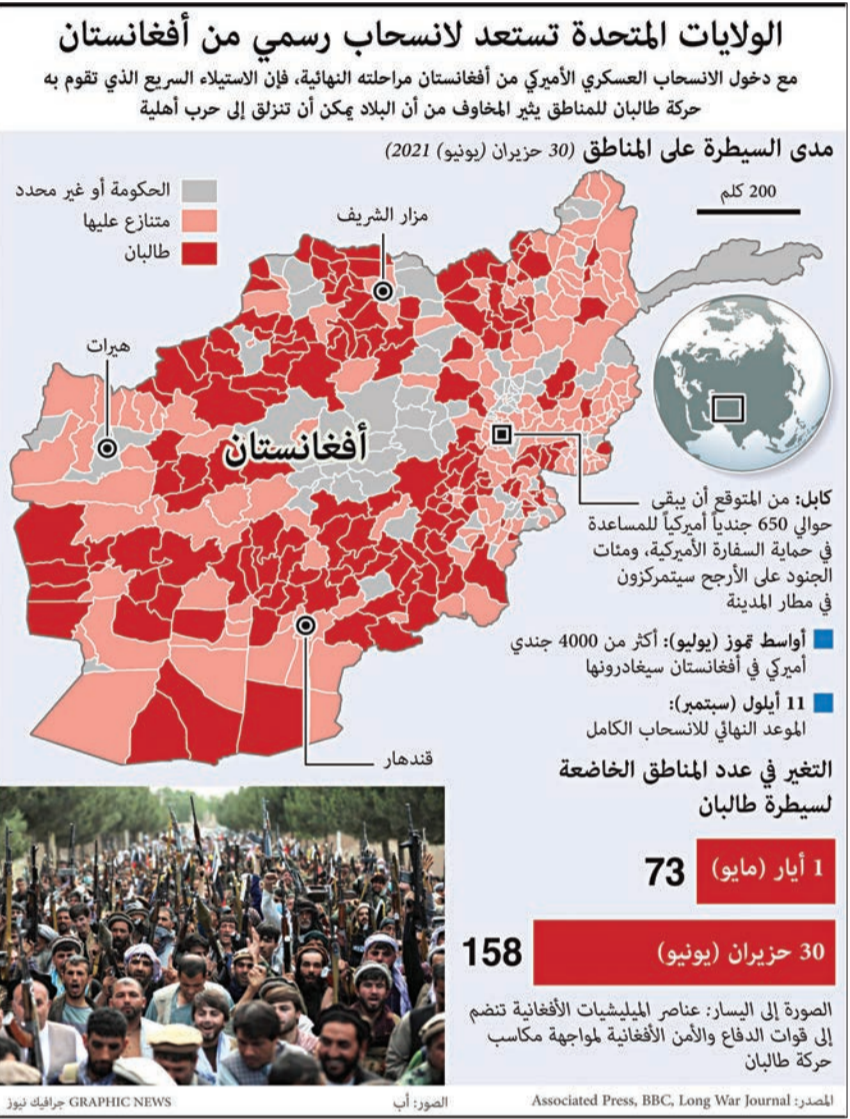 الولايات المتحدة تستعد لانسحاب رسمي من أفغانستان
مع دخول الانسحاب العسكري الأميركي من أفغانستان مراحلته النهائية، فإن الاستيلاء السريع الذي تقوم به
حركة طالبان للمناطق يثير المخاوف من أن البلاد يمكن أن تنزلق إلى حرب أهلية
مدى السيطرة على المناطق (30 حزيران (يونيو) 2021)
الحكومة أو غير محدد
متنازع عليها
طالبان
200 كلم
مزار الشريف
هيرات
أفغانستان
كابل: من المتوقع أن يبقى
حوالي 650 جندياً أميركياً للمساعدة
في حماية السفارة الأميركية، ومئات
الجنود على الأرجح سيتمركزون
في مطار المدينة
أواسط تموز (يوليو): أكثر من 4000 جندي
أميركي في أفغانستان سيغادرونها
11 أيلول (سبتمبر):
الموعد النهائي للانسحاب الكامل
قندهار
التغير في عدد المناطق الخاضعة
لسيطرة طالبان
1 أيار (مايو) 73
30 حزيران (يونيو) 158
الصورة إلى اليسار: عناصر الميليشيات الأفغانية تنضم
إلى قوات الدفاع والأمن الأفغانية لمواجهة مكاسب
حركة طالبان
المصدر: Associated Press, BBC, Long War Journal
الصور: أب
GRAPHIC NEWS جرافيك نيوز